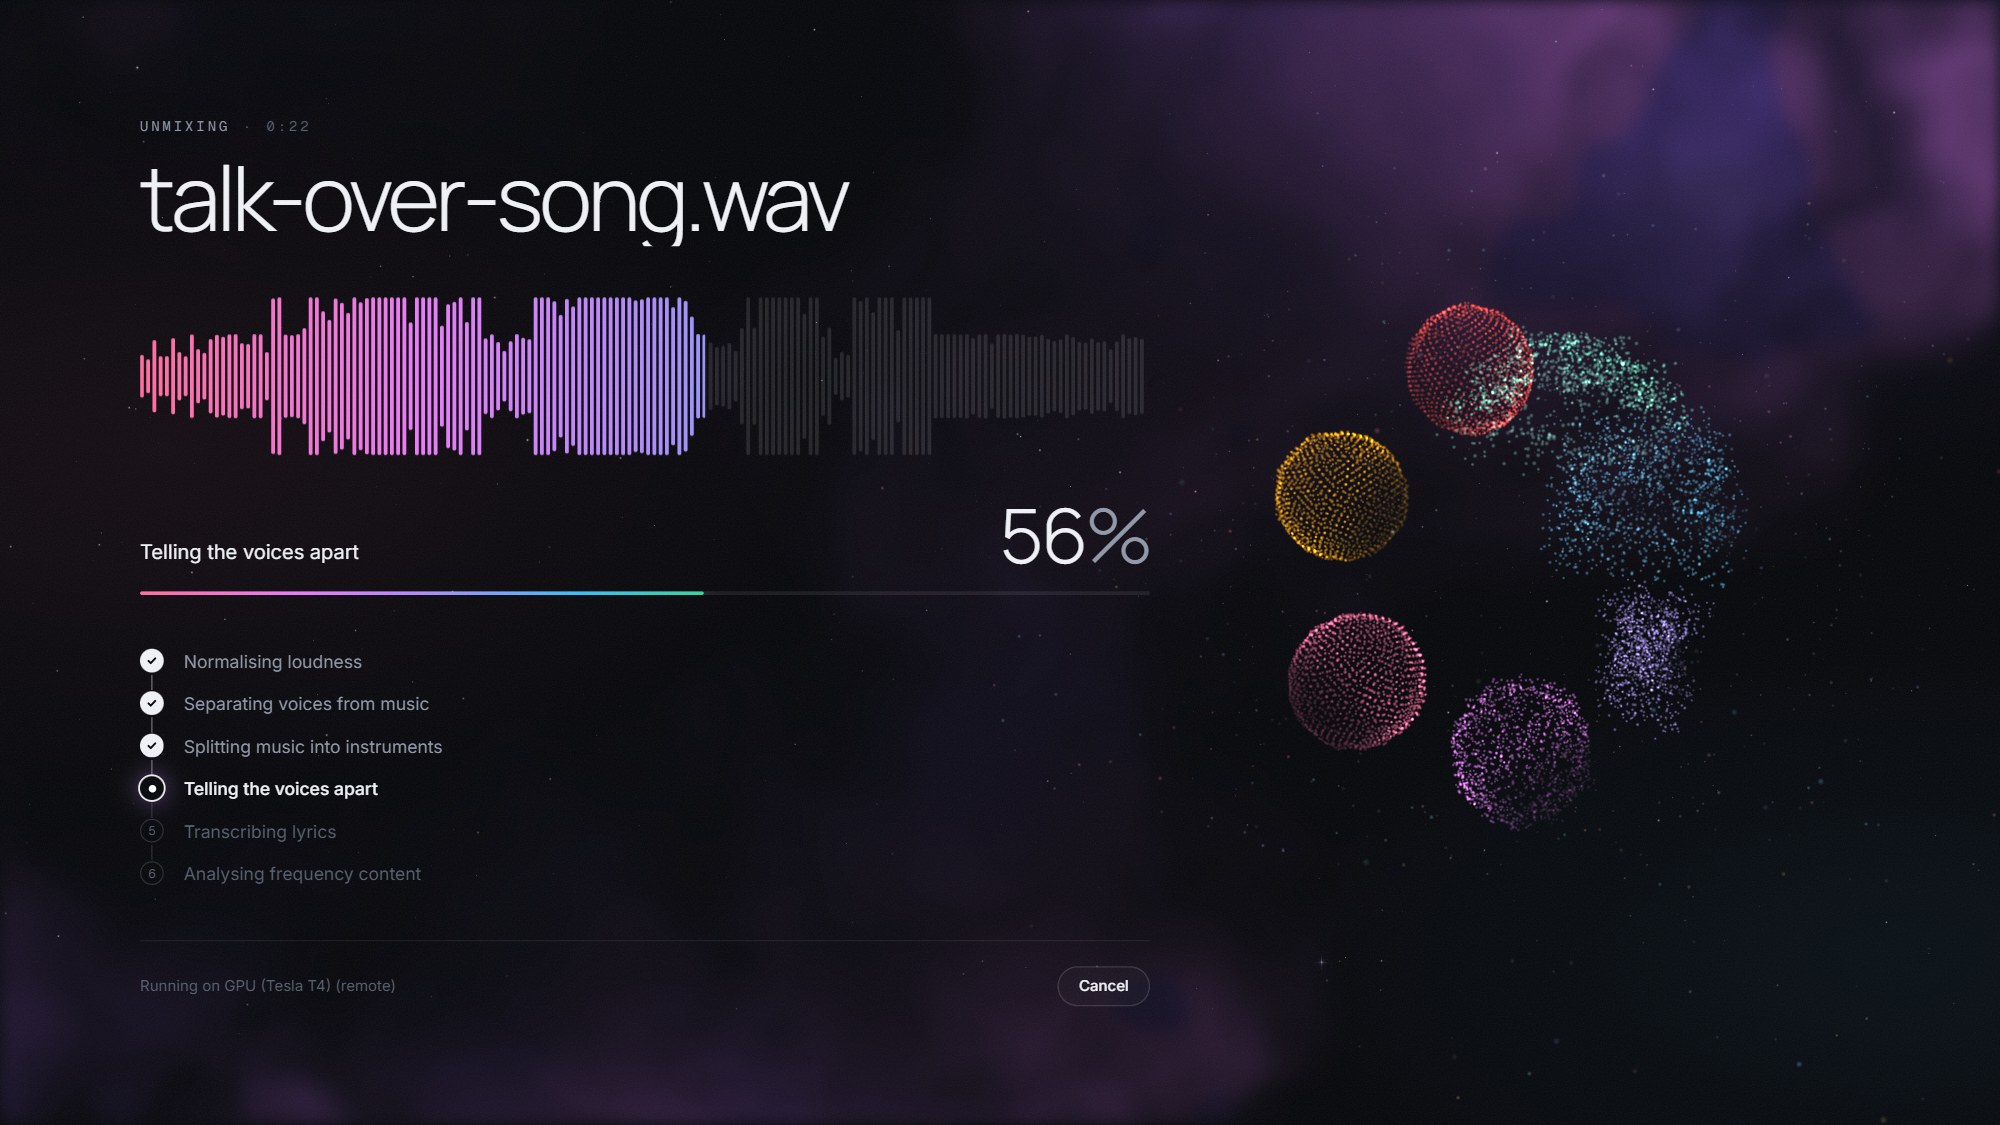 UNMIXING · 0:22
talk-over-song.wav
Telling the voices apart
56%
Normalising loudness
Separating voices from music
Splitting music into instruments
Telling the voices apart
5 Transcribing lyrics
6 Analysing frequency content
Running on GPU (Tesla T4) (remote)
Cancel